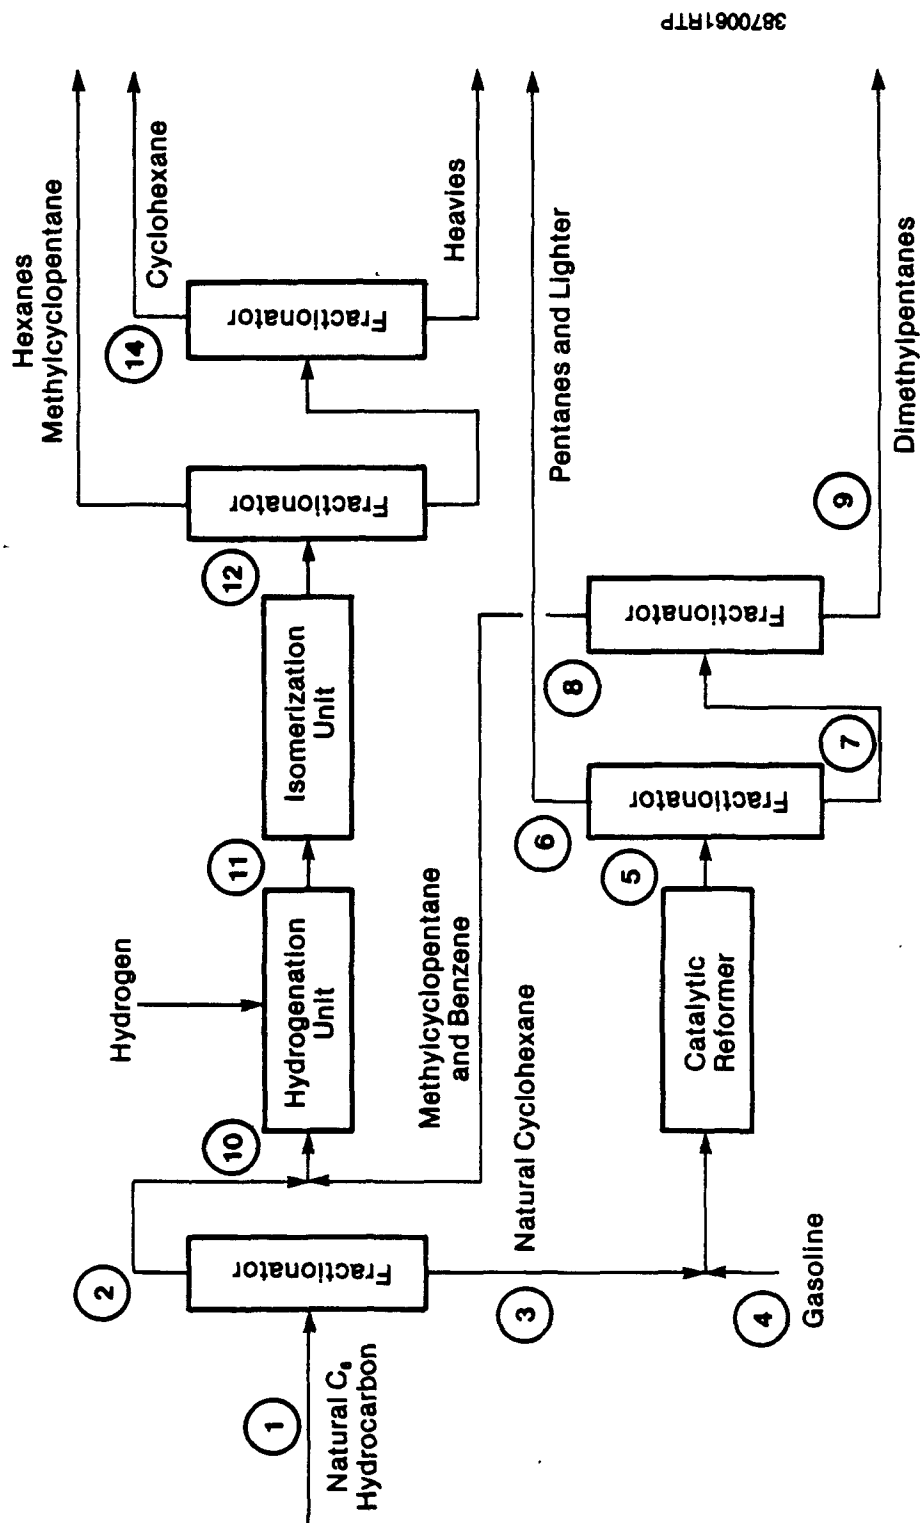 Natural C₆
Hydrocarbon
1
2
3
4
Gasoline
Natural Cyclohexane
Fractionator
10
Hydrogen
Hydrogenation
Unit
11
Isomerization
Unit
12
Fractionator
Hexanes
Methylcyclopentane
14
Cyclohexane
Fractionator
Heavies
Methylcyclopentane
and Benzene
Catalytic
Reformer
5
6
Fractionator
7
8
Fractionator
9
Pentanes and Lighter
Dimethylpentanes
3870061RTP